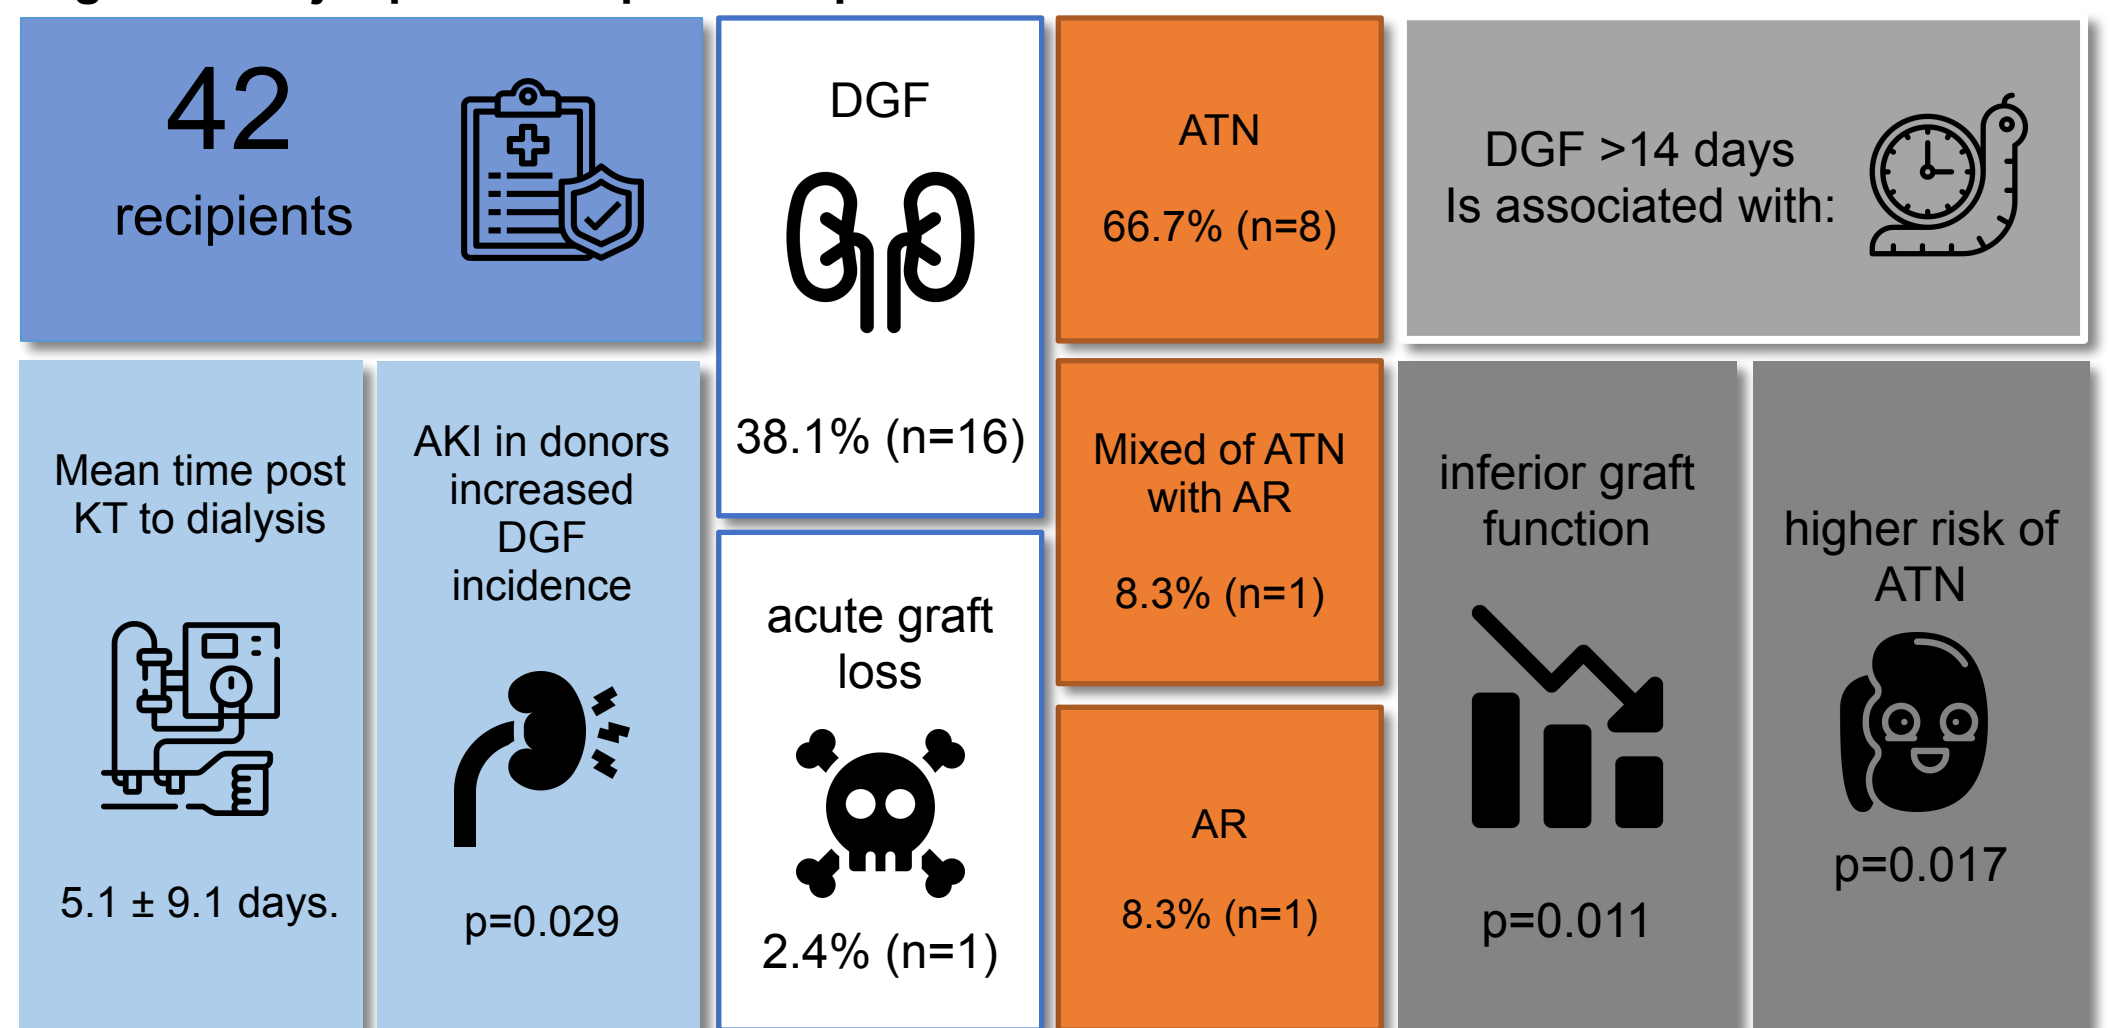 42
recipients
Mean time post
KT to dialysis
5.1 ± 9.1 days.
AKI in donors
increased
DGF
incidence
p=0.029
DGF
38.1% (n=16)
acute graft
loss
2.4% (n=1)
ATN
66.7% (n=8)
Mixed of ATN
with AR
8.3% (n=1)
AR
8.3% (n=1)
DGF >14 days
Is associated with:
inferior graft
function
p=0.011
higher risk of
ATN
p=0.017